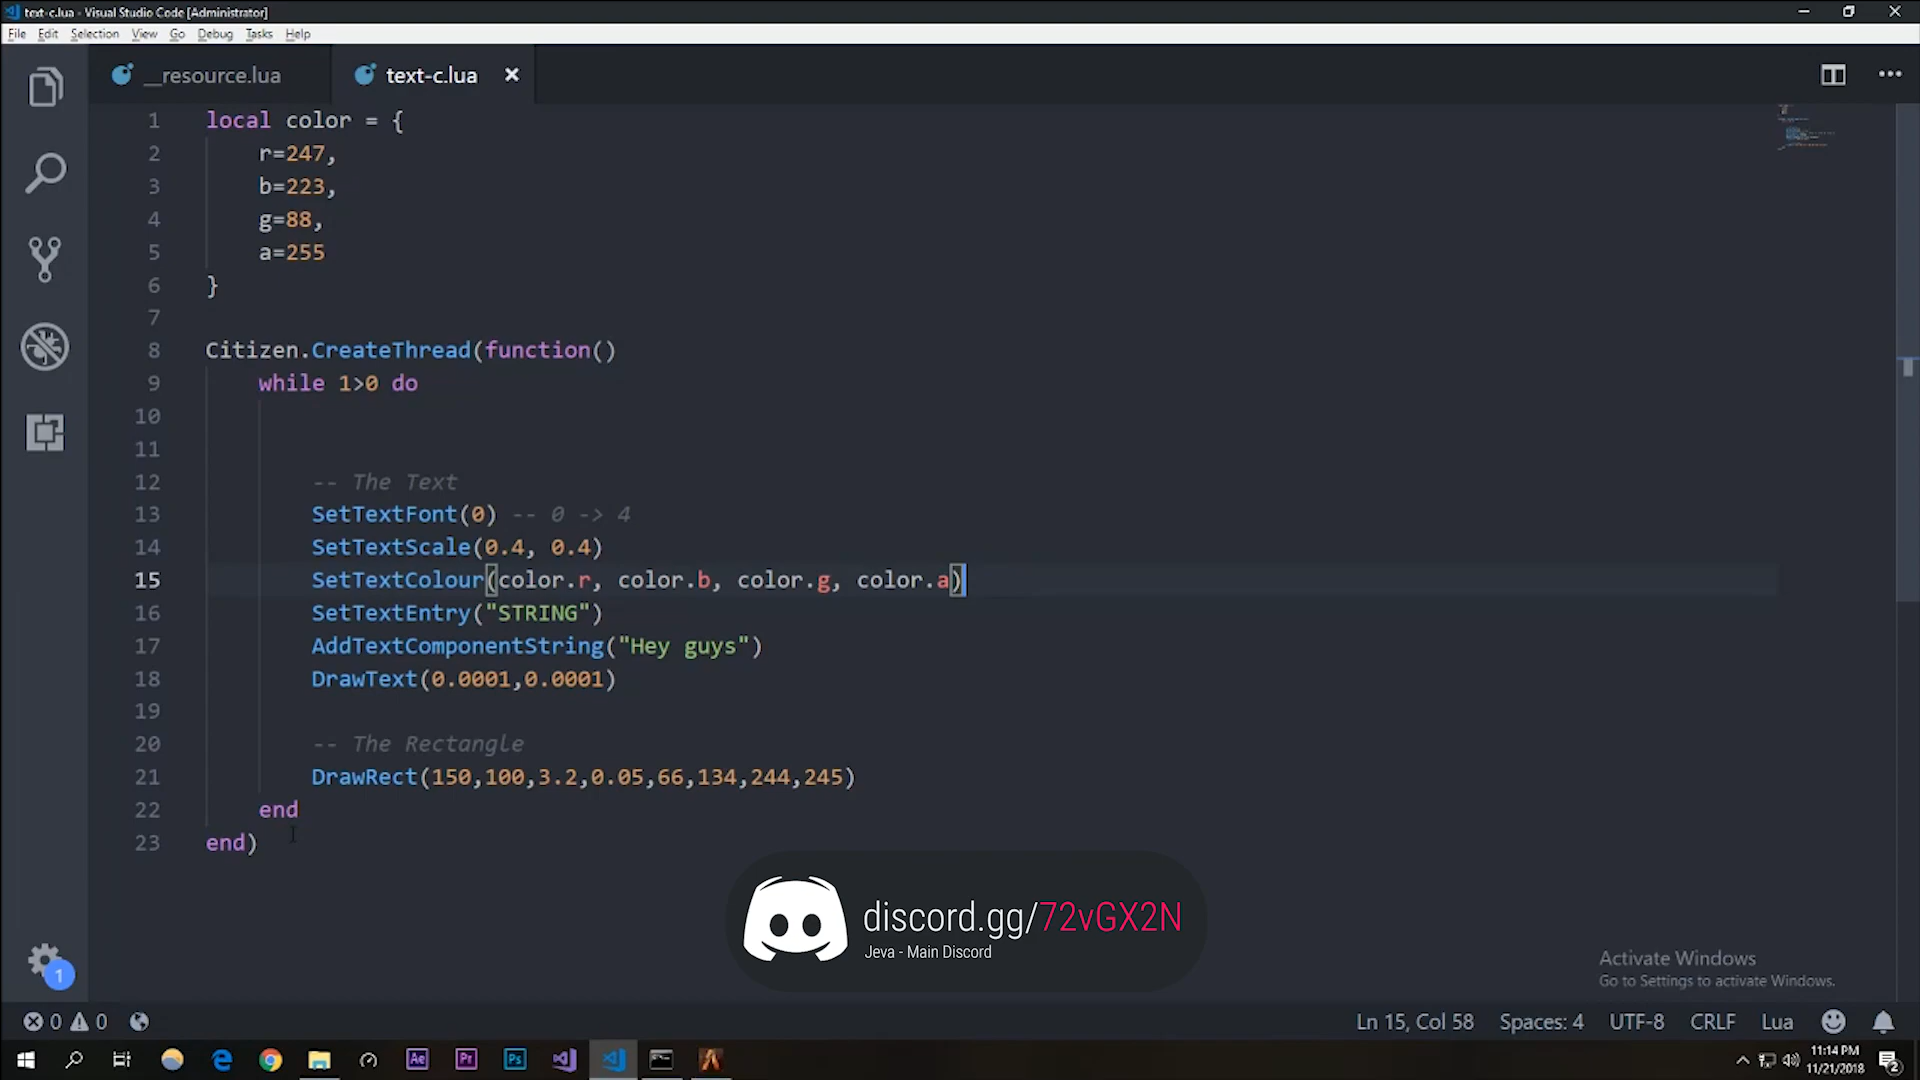 text-c.lua - Visual Studio Code [Administrator]
File Edit Selection View Go Debug Tasks Help
__resource.lua text-c.lua
1 local color = {
2 r=247,
3 b=223,
4 g=88,
5 a=255
6 }
7
8 Citizen.CreateThread(function()
9 while 1>0 do
10
11
12 -- The Text
13 SetTextFont(0) -- 0 -> 4
14 SetTextScale(0.4, 0.4)
15 SetTextColour(color.r, color.b, color.g, color.a)
16 SetTextEntry("STRING")
17 AddTextComponentString("Hey guys")
18 DrawText(0.0001,0.0001)
19
20 -- The Rectangle
21 DrawRect(150,100,3.2,0.05,66,134,244,245)
22 end
23 end)
discord.gg/72vGX2N
Jeva - Main Discord
Activate Windows
Go to Settings to activate Windows.
1
0 0 Ln 15, Col 58 Spaces: 4 UTF-8 CRLF Lua
Ae Pr Ps
11:14 PM
11/21/2018
2